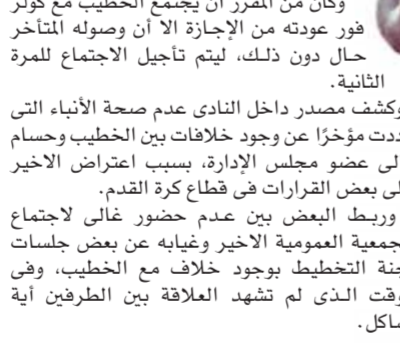 وكان من المقرر أن يجتمع الخطيب مع كولر
فور عودته من الإجازة الا أن وصوله المتأخر
حال دون ذلك، ليتم تأجيل الاجتماع للمرة
الثانية.
وكشف مصدر داخل النادى عدم صحة الأنباء التى
ددت مؤخرًا عن وجود خلافات بين الخطيب وحسام
لى عضو مجلس الإدارة، بسبب اعتراض الاخير
لى بعض القرارات فى قطاع كرة القدم.
وربط البعض بين عدم حضور غالى لاجتماع
جمعية العمومية الاخير وغيابه عن بعض جلسات
جنة التخطيط بوجود خلاف مع الخطيب، وفى
وقت الذى لم تشهد العلاقة بين الطرفين أية
ساكل.